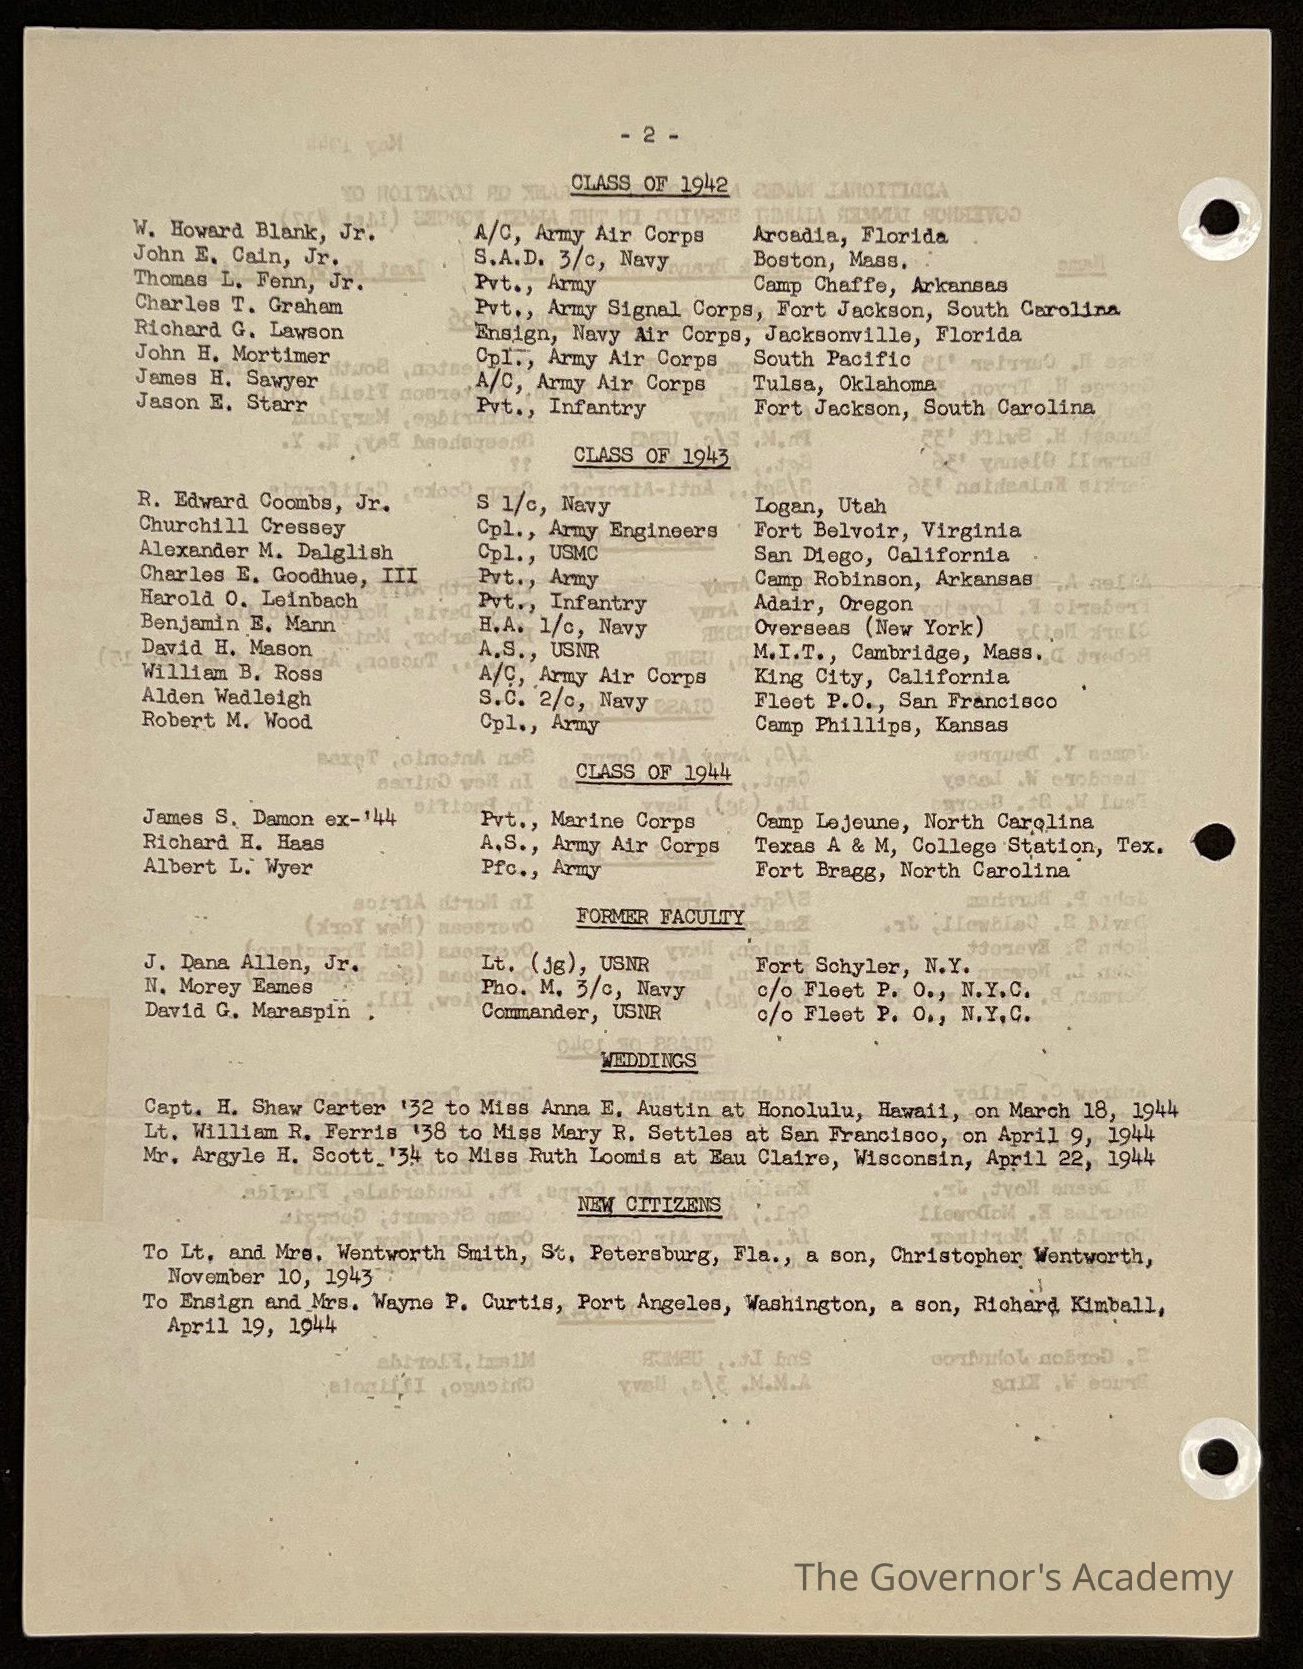 - 2 -
CLASS OF 1942
W. Howard Blank, Jr. A/C, Army Air Corps Arcadia, Florida
John E. Cain, Jr. S.A.D. 3/c, Navy Boston, Mass.
Thomas L. Fenn, Jr. Pvt., Army Camp Chaffe, Arkansas
Charles T. Graham Pvt., Army Signal Corps, Fort Jackson, South Carolina
Richard G. Lawson Ensign, Navy Air Corps, Jacksonville, Florida
John H. Mortimer Cpl., Army Air Corps South Pacific
James H. Sawyer A/C, Army Air Corps Tulsa, Oklahoma
Jason E. Starr Pvt., Infantry Fort Jackson, South Carolina
CLASS OF 1943
R. Edward Coombs, Jr. S 1/c, Navy Logan, Utah
Churchill Cressey Cpl., Army Engineers Fort Belvoir, Virginia
Alexander M. Dalglish Cpl., USMC San Diego, California
Charles E. Goodhue, III Pvt., Army Camp Robinson, Arkansas
Harold O. Leinbach Pvt., Infantry Adair, Oregon
Benjamin E. Mann H.A. 1/c, Navy Overseas (New York)
David H. Mason A.S., USNR M.I.T., Cambridge, Mass.
William B. Ross A/C, Army Air Corps King City, California
Alden Wadleigh S.C. 2/c, Navy Fleet P.O., San Francisco
Robert M. Wood Cpl., Army Camp Phillips, Kansas
CLASS OF 1944
James S. Damon ex-'44 Pvt., Marine Corps Camp Lejeune, North Carolina
Richard H. Haas A.S., Army Air Corps Texas A & M, College Station, Tex.
Albert L. Wyer Pfc., Army Fort Bragg, North Carolina
FORMER FACULTY
J. Dana Allen, Jr. Lt. (jg), USNR Fort Schyler, N.Y.
N. Morey Eames Pho. M. 3/c, Navy c/o Fleet P. O., N.Y.C.
David G. Maraspin Commander, USNR c/o Fleet P. O., N.Y.C.
WEDDINGS
Capt. H. Shaw Carter '32 to Miss Anna E. Austin at Honolulu, Hawaii, on March 18, 1944
Lt. William R. Ferris '38 to Miss Mary R. Settles at San Francisco, on April 9, 1944
Mr. Argyle H. Scott '34 to Miss Ruth Loomis at Eau Claire, Wisconsin, April 22, 1944
NEW CITIZENS
To Lt. and Mrs. Wentworth Smith, St. Petersburg, Fla., a son, Christopher Wentworth,
November 10, 1943
To Ensign and Mrs. Wayne P. Curtis, Port Angeles, Washington, a son, Richard Kimball,
April 19, 1944
The Governor's Academy